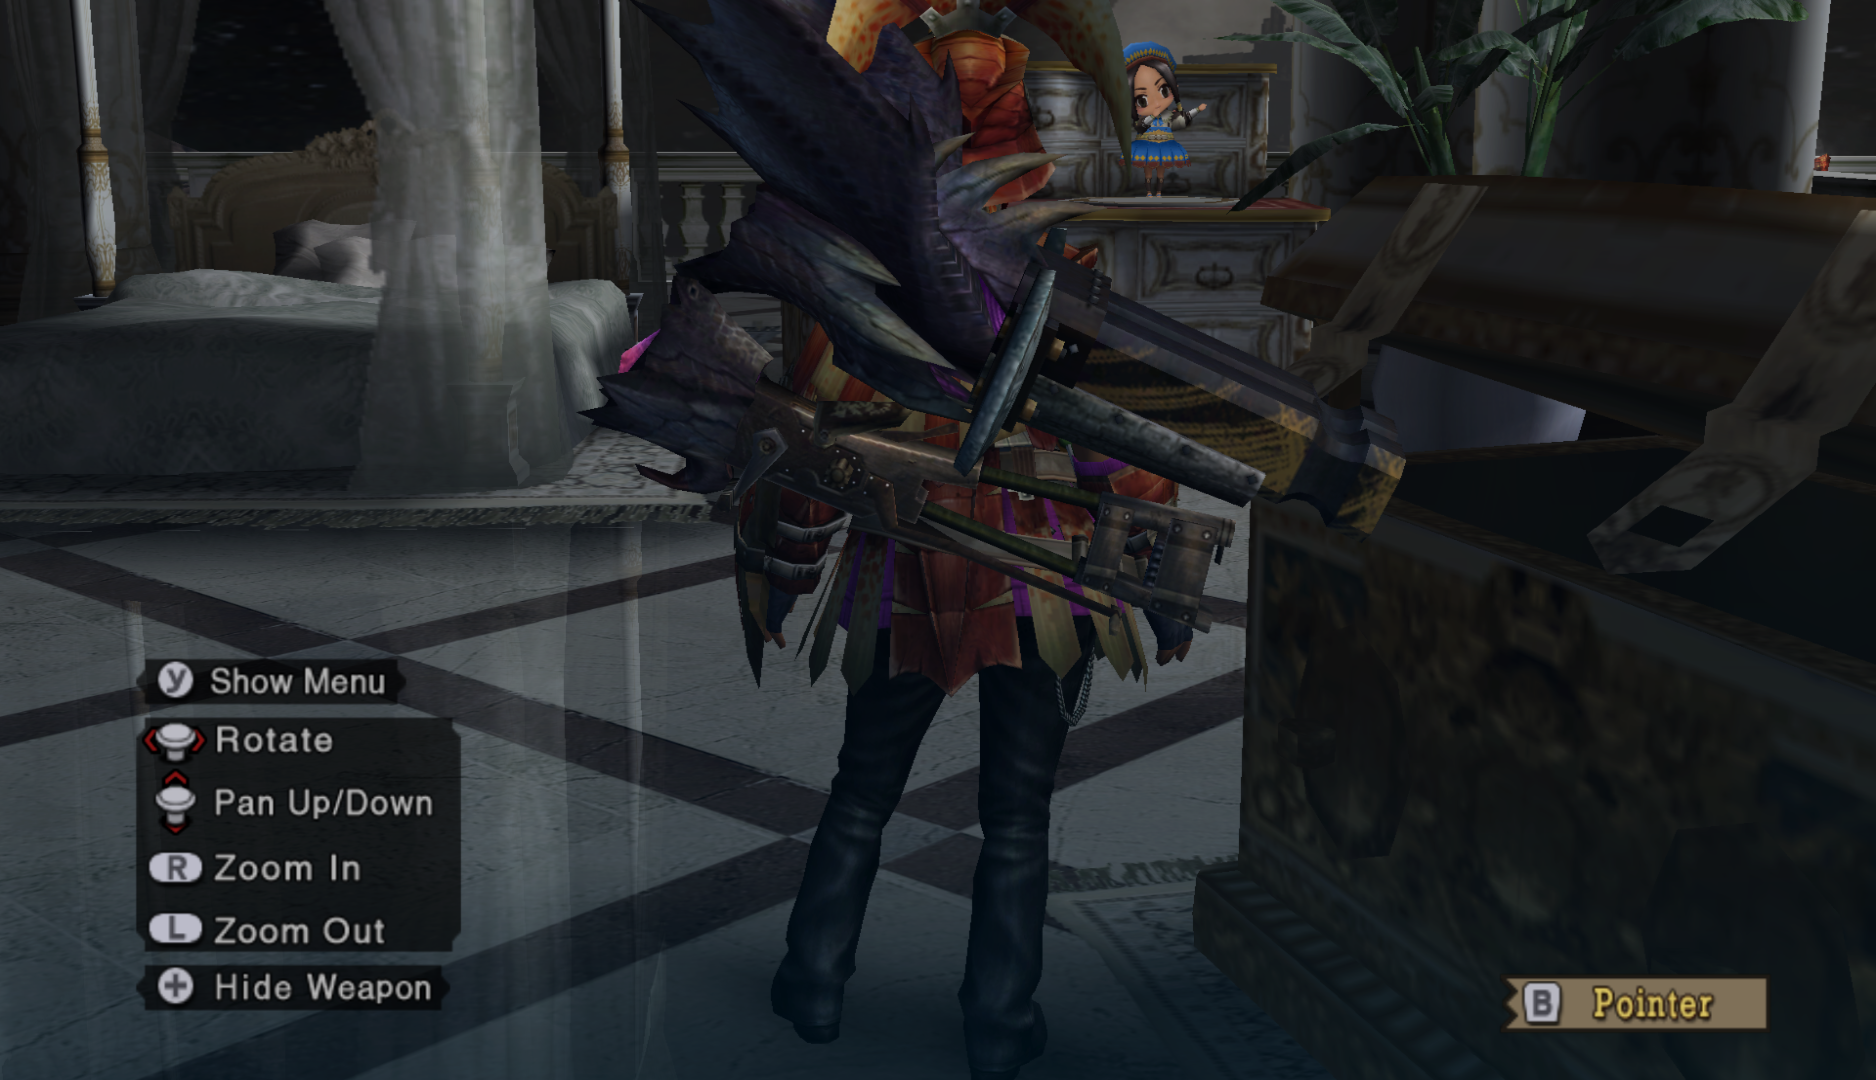 Y Show Menu
Rotate
Pan Up/Down
R Zoom In
L Zoom Out
+ Hide Weapon
B Pointer